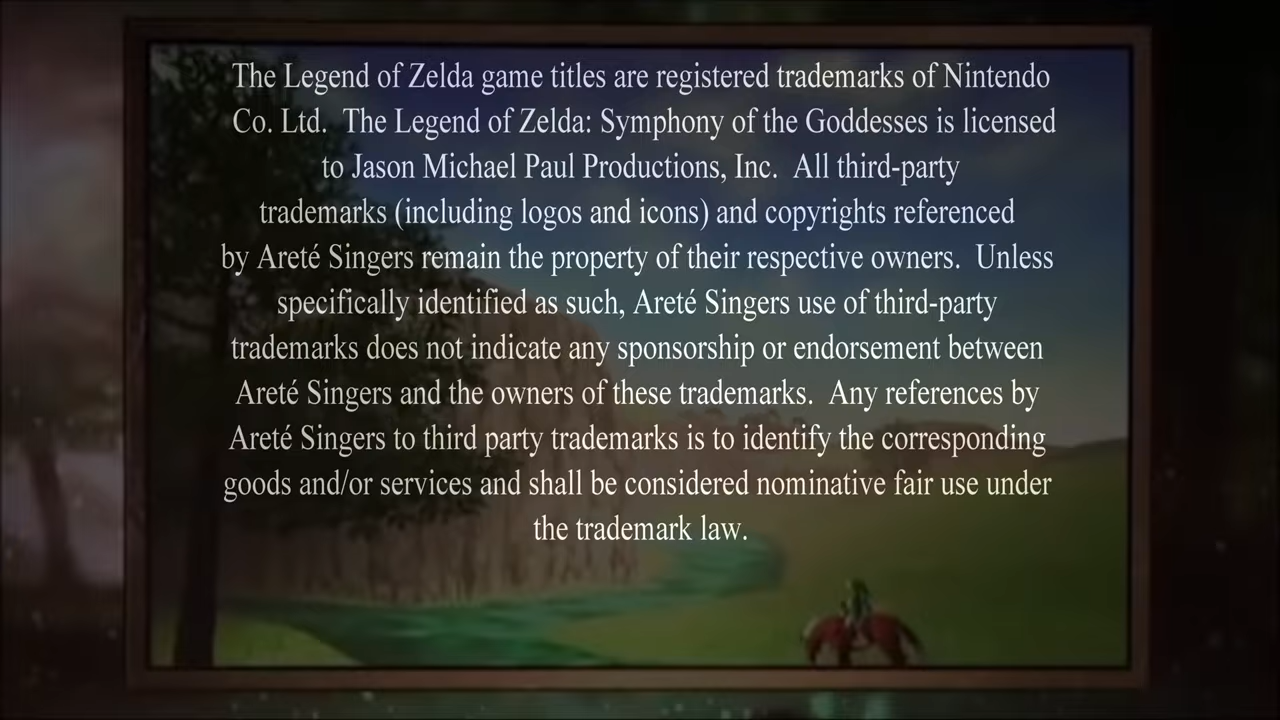 The Legend of Zelda game titles are registered trademarks of Nintendo
Co. Ltd.  The Legend of Zelda: Symphony of the Goddesses is licensed
to Jason Michael Paul Productions, Inc.  All third-party
trademarks (including logos and icons) and copyrights referenced
by Areté Singers remain the property of their respective owners.  Unless
specifically identified as such, Areté Singers use of third-party
trademarks does not indicate any sponsorship or endorsement between
Areté Singers and the owners of these trademarks.  Any references by
Areté Singers to third party trademarks is to identify the corresponding
goods and/or services and shall be considered nominative fair use under
the trademark law.